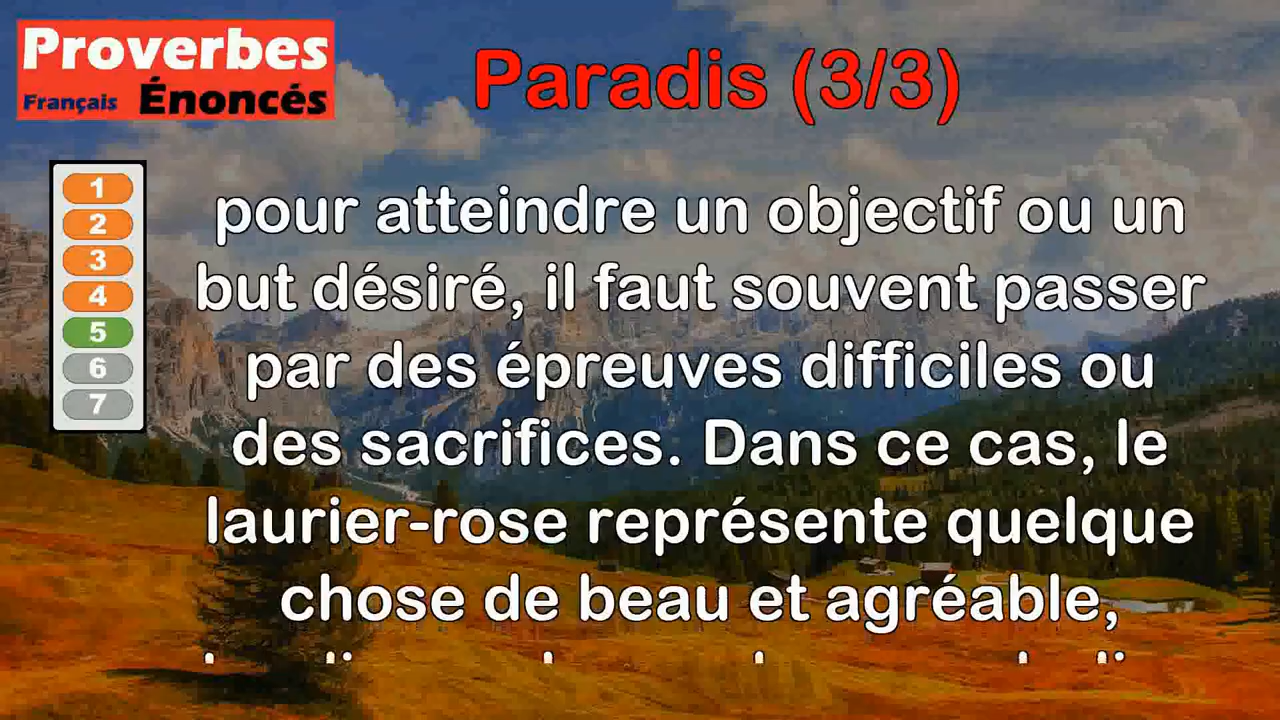 Proverbes
Français Énoncés
Paradis (3/3)
1
2
3
4
5
6
7
pour atteindre un objectif ou un
but désiré, il faut souvent passer
par des épreuves difficiles ou
des sacrifices. Dans ce cas, le
laurier-rose représente quelque
chose de beau et agréable,